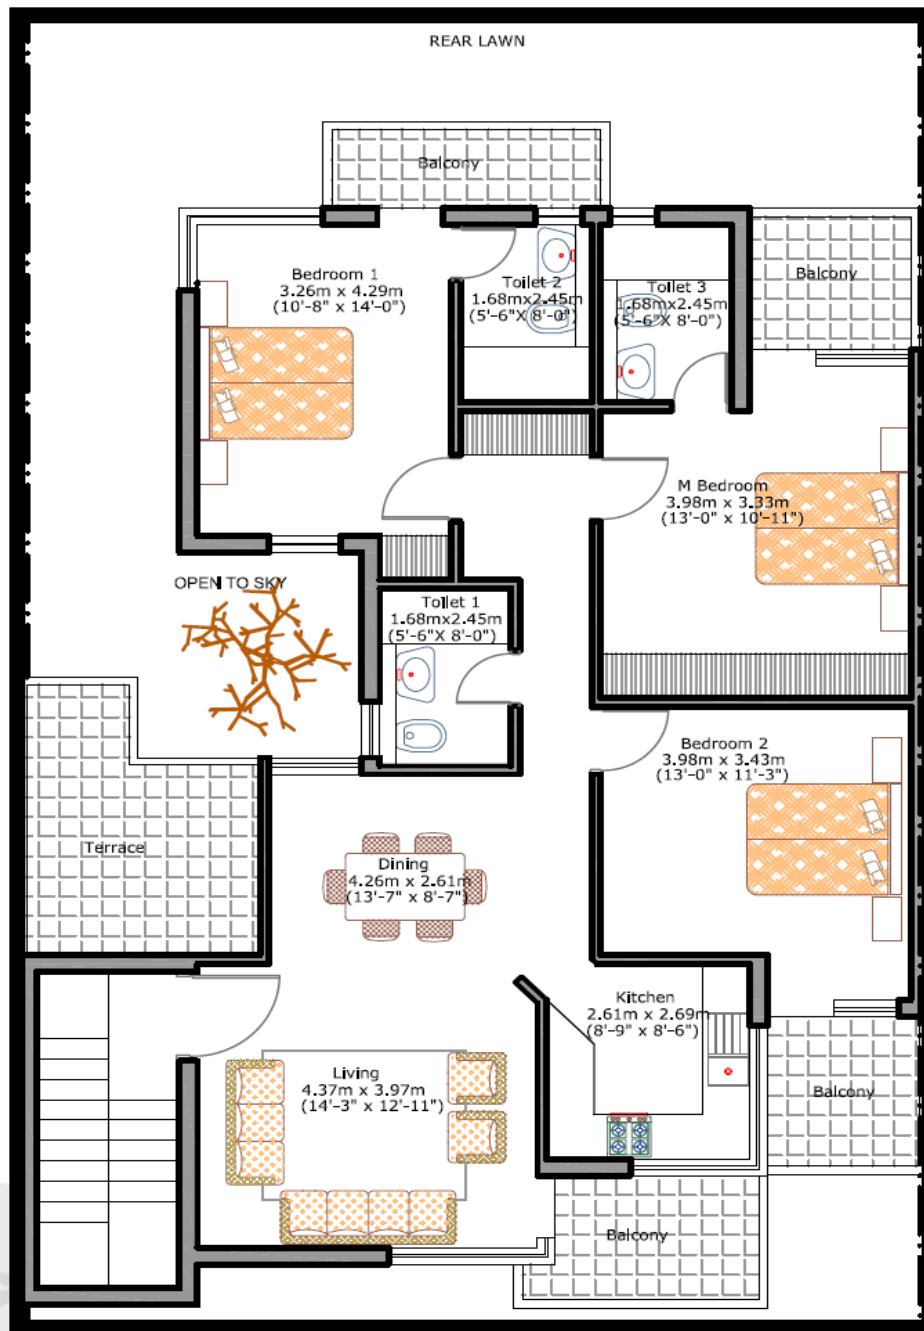 REAR LAWN
Balcony
Bedroom 1
3.26m x 4.29m
(10'-8" x 14'-0")
Toilet 2
1.68mx2.45m
(5'-6"X 8'-0")
Toilet 3
1.68mx2.45m
(5'-6"X 8'-0")
Balcony
M Bedroom
3.98m x 3.33m
(13'-0" x 10'-11")
OPEN TO SKY
Toilet 1
1.68mx2.45m
(5'-6"X 8'-0")
Bedroom 2
3.98m x 3.43m
(13'-0" x 11'-3")
Terrace
Dining
4.26m x 2.61m
(13'-7" x 8'-7")
Kitchen
2.61m x 2.69m
(8'-9" x 8'-6")
Living
4.37m x 3.97m
(14'-3" x 12'-11")
Balcony
Balcony